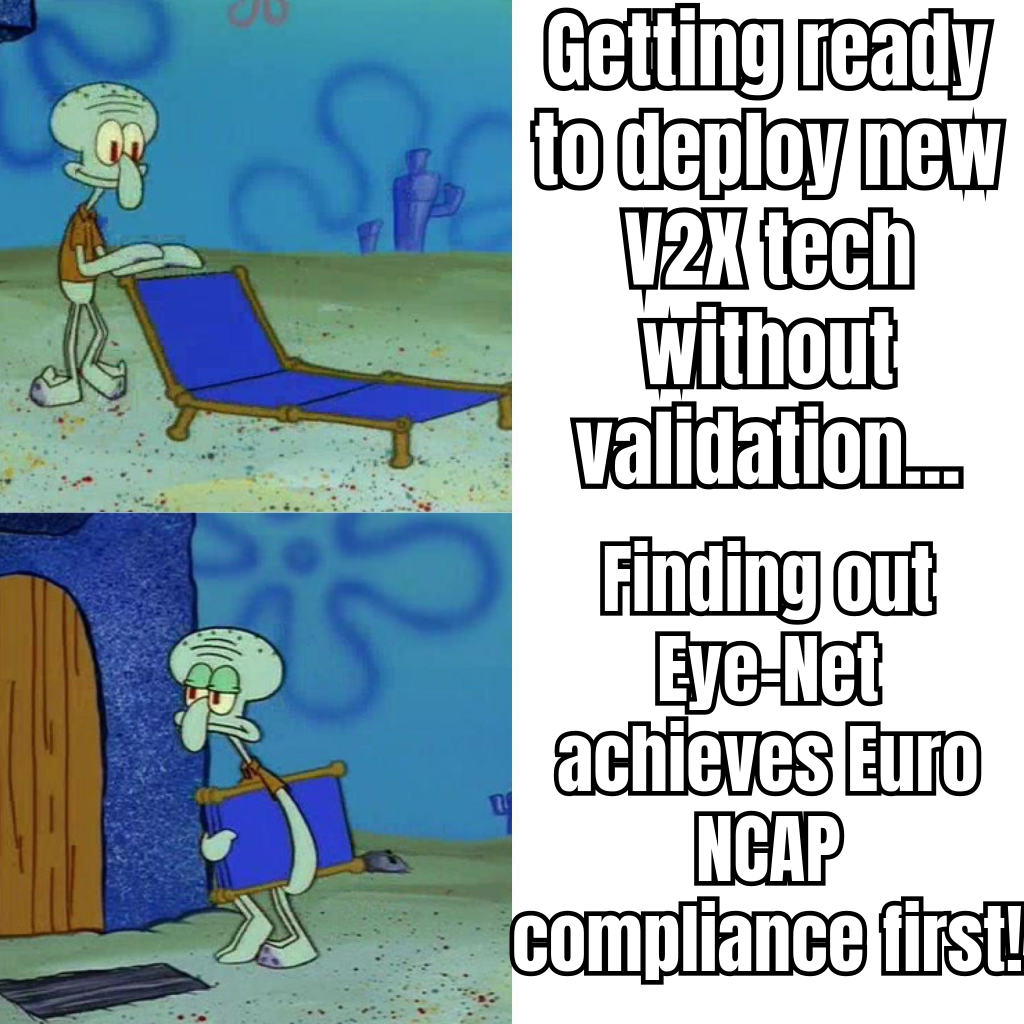 Getting ready
to deploy new
V2X tech
without
validation...
Finding out
Eye-Net
achieves Euro
NCAP
compliance first!